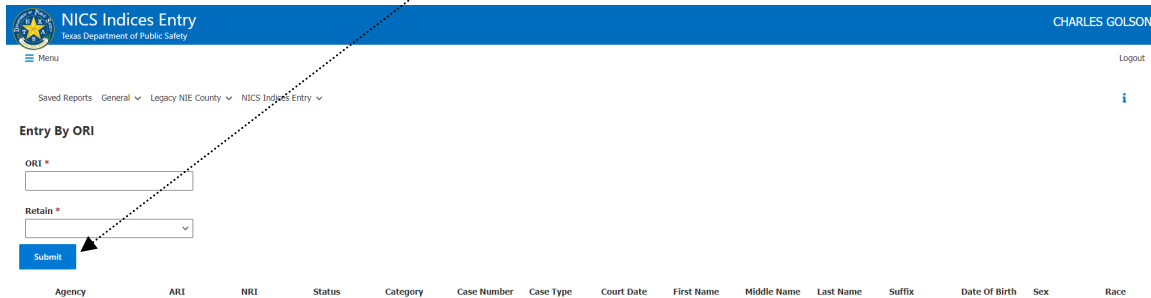 NICS Indices Entry
CHARLES GOLSON
Texas Department of Public Safety
Menu
Logout
Saved Reports General Legacy NIE County NICS Indices Entry
i
Entry By ORI
ORI *
Retain *
Submit
Agency ARI NRI Status Category Case Number Case Type Court Date First Name Middle Name Last Name Suffix Date Of Birth Sex Race